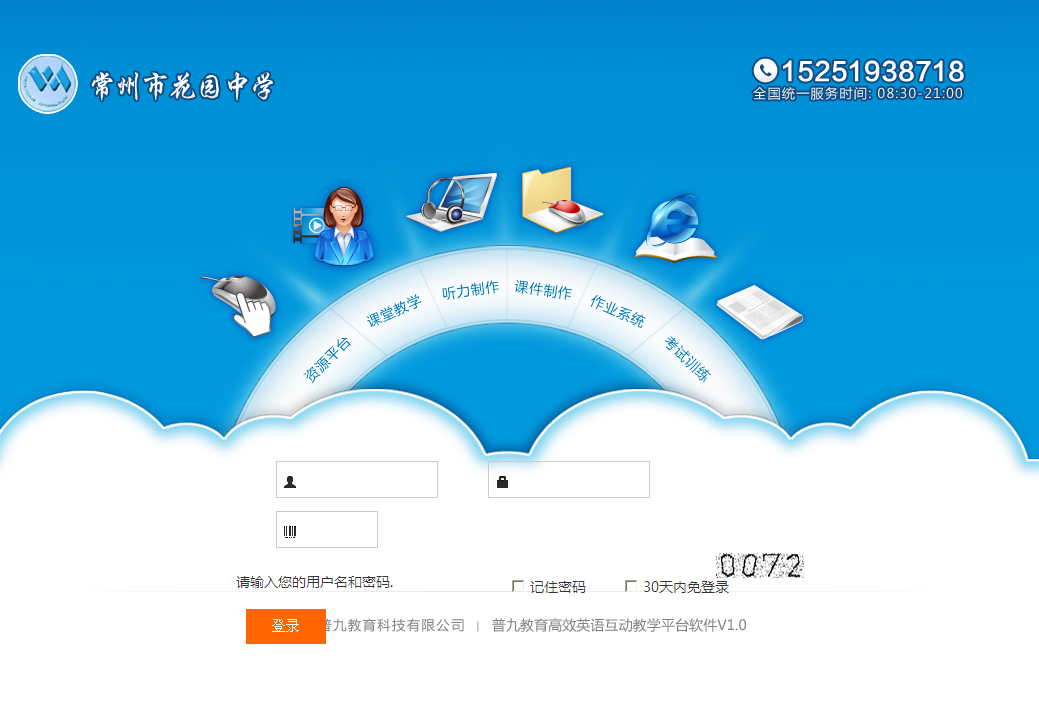 常州市花园中学
15251938718
全国统一服务时间: 08:30-21:00
资源平台
课堂教学
听力制作
课件制作
作业系统
考试训练
0072
请输入您的用户名和密码.
记住密码
30天内免登录
登录
普九教育科技有限公司 | 普九教育高效英语互动教学平台软件V1.0